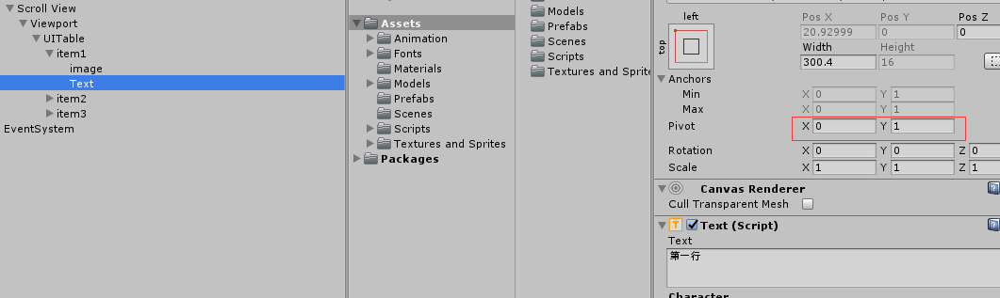 Scroll View
Viewport
UITable
item1
image
Text
item2
item3
EventSystem
Assets
Animation
Fonts
Materials
Models
Prefabs
Scenes
Scripts
Textures and Sprites
Packages
Models
Prefabs
Scenes
Scripts
Textures and Sprite
left
top
Pos X Pos Y Pos Z
20.92999 0 0
Width Height
300.4 16
Anchors
Min X 0 Y 1
Max X 0 Y 1
Pivot X 0 Y 1
Rotation X 0 Y 0 Z 0
Scale X 1 Y 1 Z 1
Canvas Renderer
Cull Transparent Mesh
T Text (Script)
Text
第一行
Character